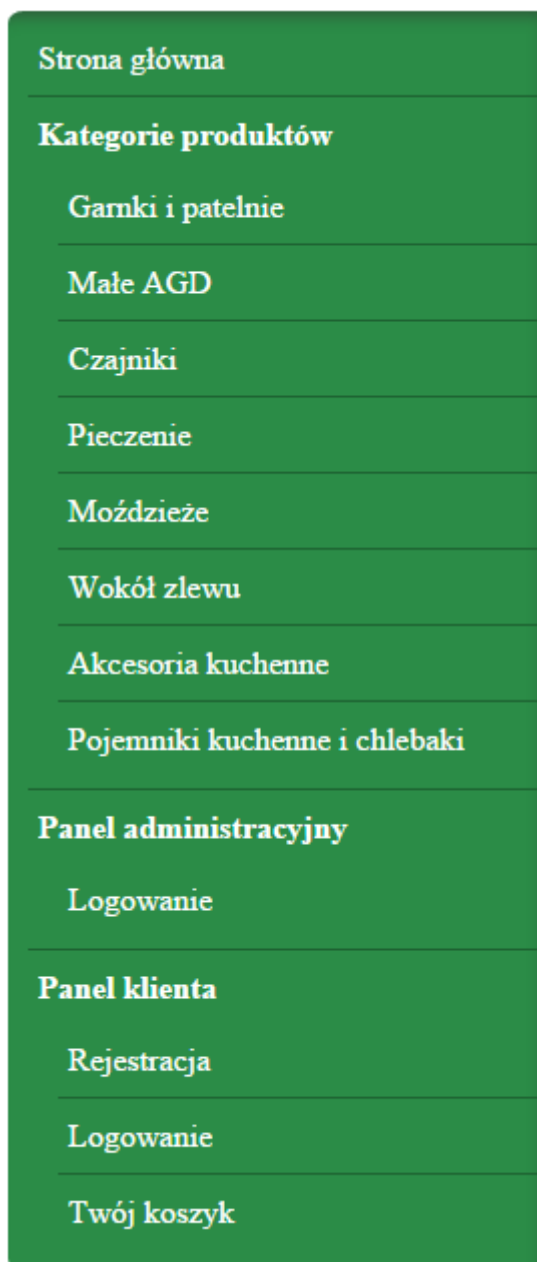 Strona główna
Kategorie produktów
Garnki i patelnie
Małe AGD
Czajniki
Pieczenie
Moździeże
Wokół zlewu
Akcesoria kuchenne
Pojemniki kuchenne i chlebaki
Panel administracyjny
Logowanie
Panel klienta
Rejestracja
Logowanie
Twój koszyk